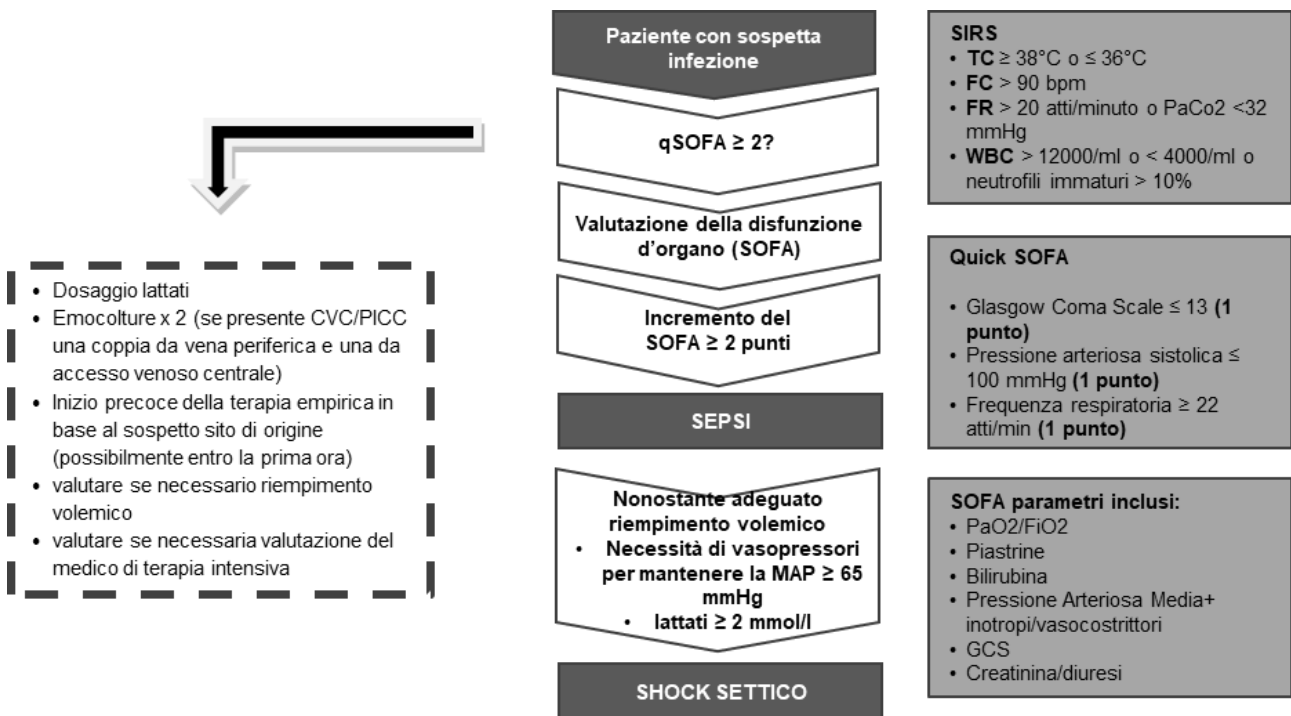 Paziente con sospetta
infezione
qSOFA ≥ 2?
Valutazione della disfunzione
d'organo (SOFA)
Incremento del
SOFA ≥ 2 punti
SEPSI
Nonostante adeguato
riempimento volemico
• Necessità di vasopressori
per mantenere la MAP ≥ 65
mmHg
• lattati ≥ 2 mmol/l
SHOCK SETTICO
• Dosaggio lattati
• Emocolture x 2 (se presente CVC/PICC
una coppia da vena periferica e una da
accesso venoso centrale)
• Inizio precoce della terapia empirica in
base al sospetto sito di origine
(possibilmente entro la prima ora)
• valutare se necessario riempimento
volemico
• valutare se necessaria valutazione del
medico di terapia intensiva
SIRS
• TC ≥ 38°C o ≤ 36°C
• FC > 90 bpm
• FR > 20 atti/minuto o PaCo2 <32
mmHg
• WBC > 12000/ml o < 4000/ml o
neutrofili immaturi > 10%
Quick SOFA
• Glasgow Coma Scale ≤ 13 (1
punto)
• Pressione arteriosa sistolica ≤
100 mmHg (1 punto)
• Frequenza respiratoria ≥ 22
atti/min (1 punto)
SOFA parametri inclusi:
• PaO2/FiO2
• Piastrine
• Bilirubina
• Pressione Arteriosa Media+
inotropi/vasocostrittori
• GCS
• Creatinina/diuresi